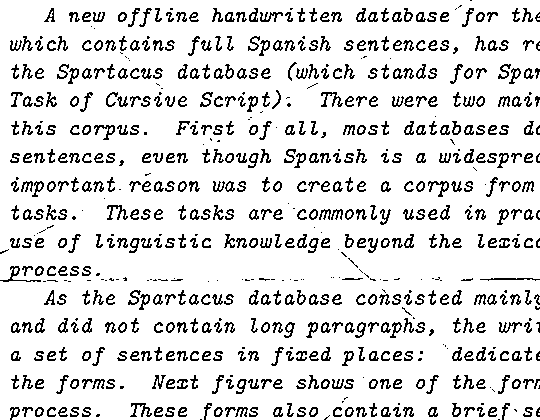 A new offline handwritten database for the
which contains full Spanish sentences, has re
the Spartacus database (which stands for Spar
Task of Cursive Script). There were two main
this corpus. First of all, most databases do
sentences, even though Spanish is a widespread
important reason was to create a corpus from
tasks. These tasks are commonly used in prac
use of linguistic knowledge beyond the lexica
process.
As the Spartacus database consisted mainly
and did not contain long paragraphs, the writ
a set of sentences in fixed places: dedicate
the forms. Next figure shows one of the form
process. These forms also contain a brief se